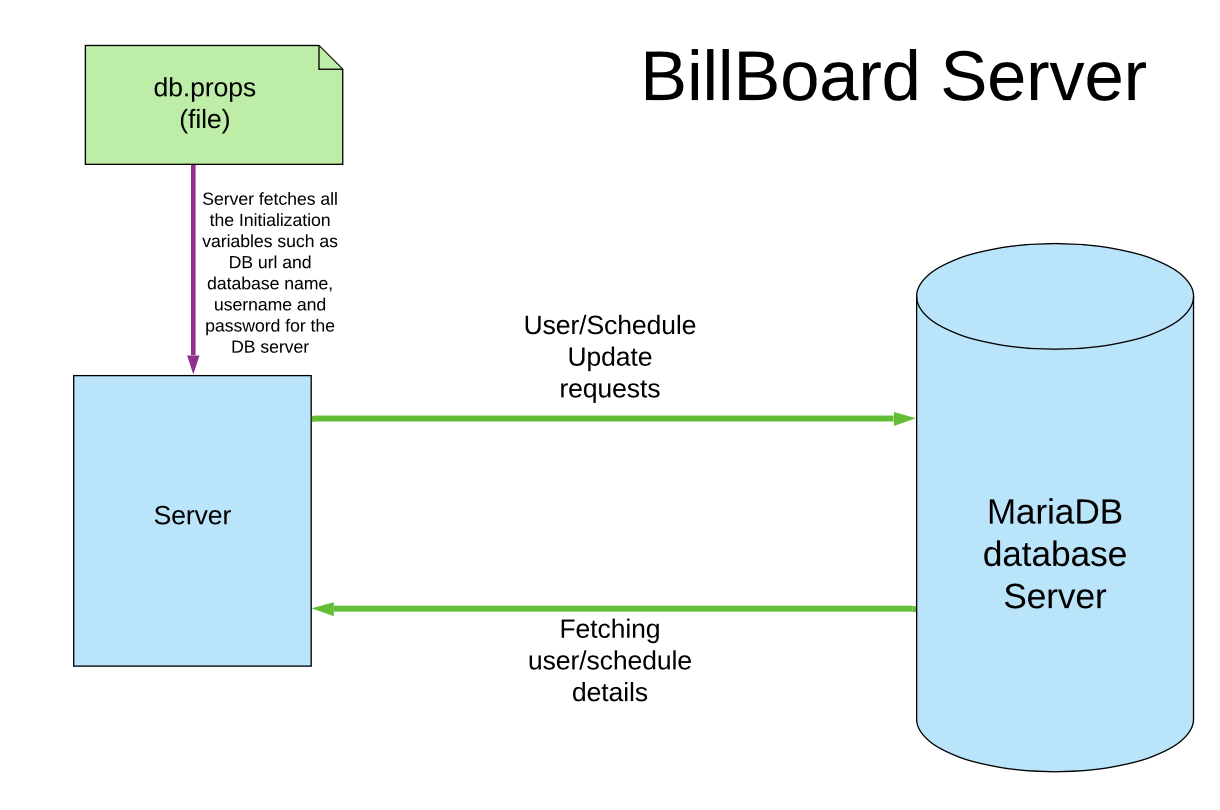 BillBoard Server
db.props
(file)
Server fetches all
the Initialization
variables such as
DB url and
database name,
username and
password for the
DB server
User/Schedule
Update
requests
Server
MariaDB
database
Server
Fetching
user/schedule
details